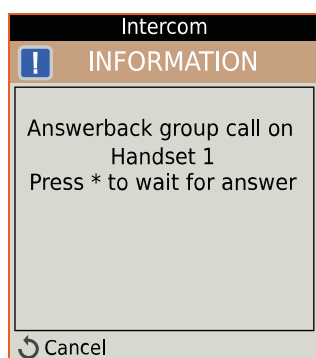 Intercom
INFORMATION
Answerback group call on
Handset 1
Press * to wait for answer
Cancel